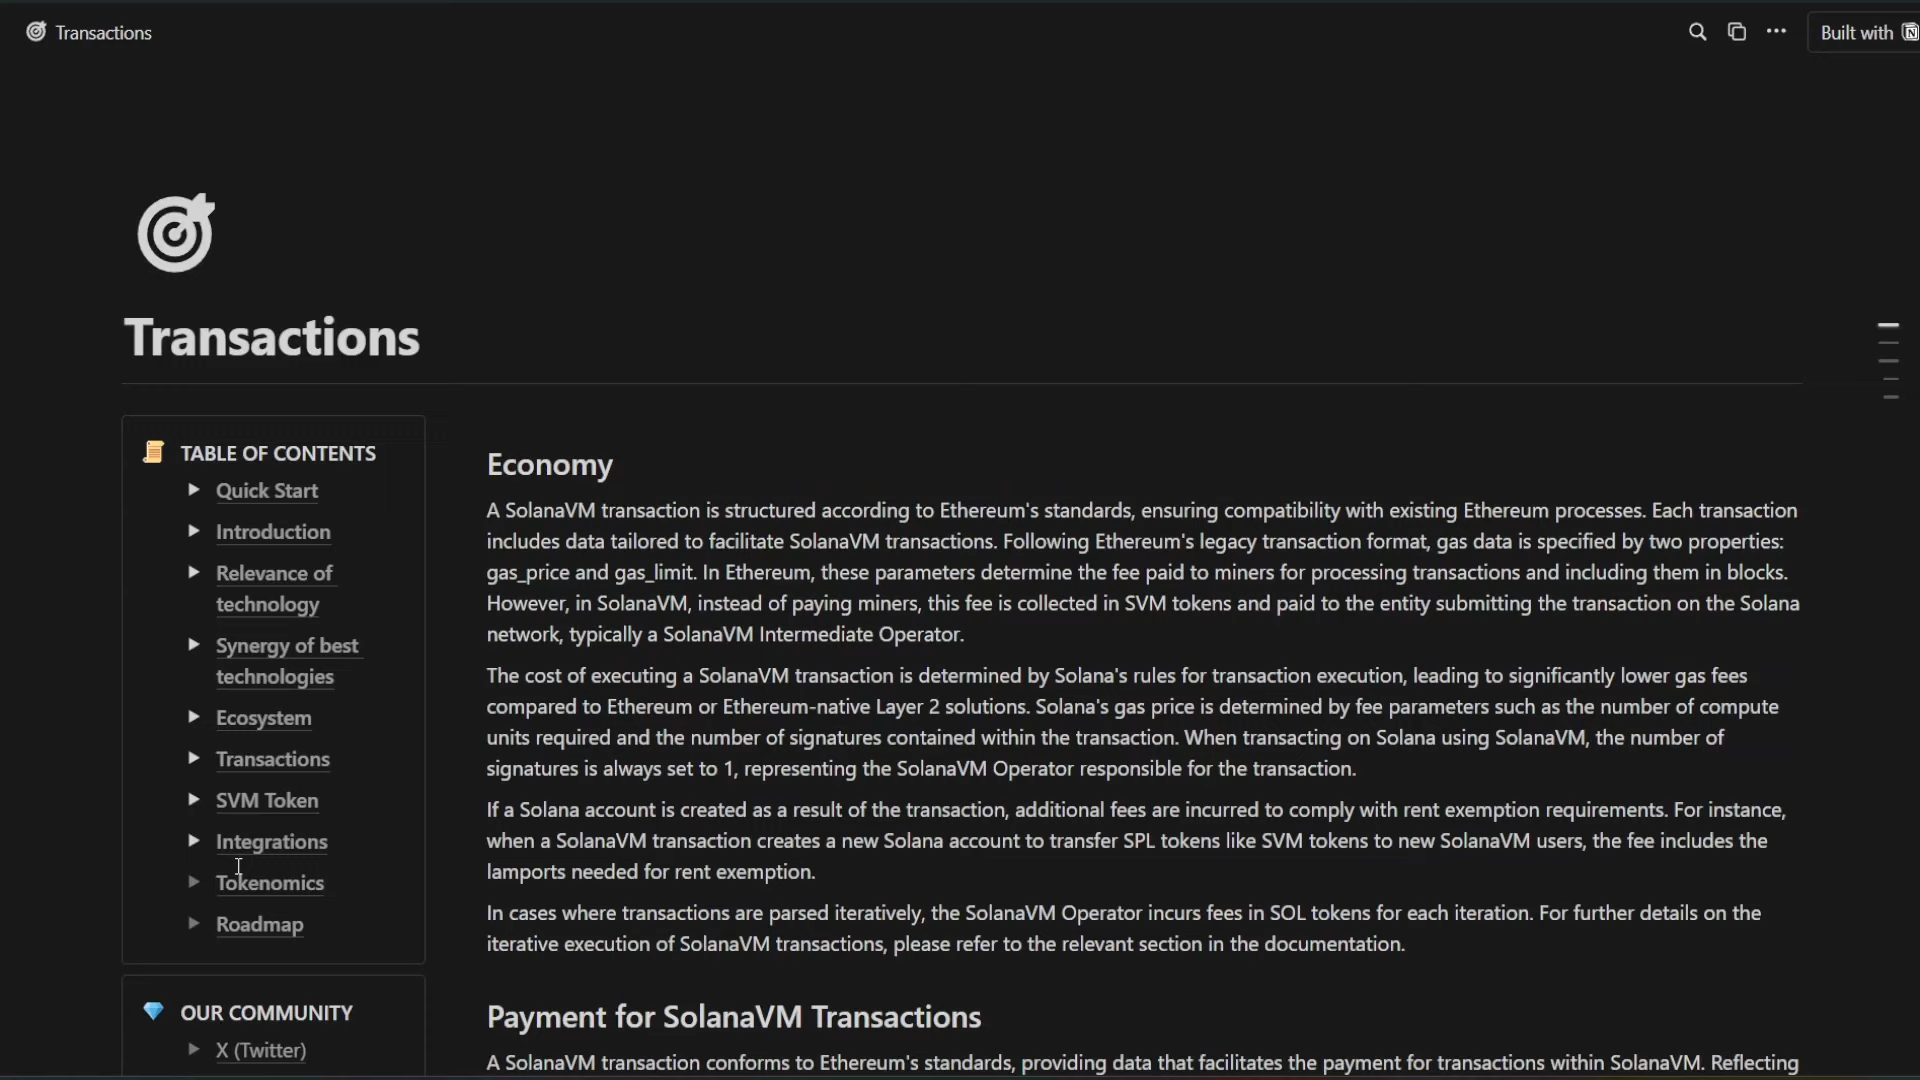 Transactions
Built with
Transactions
TABLE OF CONTENTS
Quick Start
Introduction
Relevance of
technology
Synergy of best
technologies
Ecosystem
Transactions
SVM Token
Integrations
Tokenomics
Roadmap
OUR COMMUNITY
X (Twitter)
Economy
A SolanaVM transaction is structured according to Ethereum's standards, ensuring compatibility with existing Ethereum processes. Each transaction
includes data tailored to facilitate SolanaVM transactions. Following Ethereum's legacy transaction format, gas data is specified by two properties:
gas_price and gas_limit. In Ethereum, these parameters determine the fee paid to miners for processing transactions and including them in blocks.
However, in SolanaVM, instead of paying miners, this fee is collected in SVM tokens and paid to the entity submitting the transaction on the Solana
network, typically a SolanaVM Intermediate Operator.
The cost of executing a SolanaVM transaction is determined by Solana's rules for transaction execution, leading to significantly lower gas fees
compared to Ethereum or Ethereum-native Layer 2 solutions. Solana's gas price is determined by fee parameters such as the number of compute
units required and the number of signatures contained within the transaction. When transacting on Solana using SolanaVM, the number of
signatures is always set to 1, representing the SolanaVM Operator responsible for the transaction.
If a Solana account is created as a result of the transaction, additional fees are incurred to comply with rent exemption requirements. For instance,
when a SolanaVM transaction creates a new Solana account to transfer SPL tokens like SVM tokens to new SolanaVM users, the fee includes the
lamports needed for rent exemption.
In cases where transactions are parsed iteratively, the SolanaVM Operator incurs fees in SOL tokens for each iteration. For further details on the
iterative execution of SolanaVM transactions, please refer to the relevant section in the documentation.
Payment for SolanaVM Transactions
A SolanaVM transaction conforms to Ethereum's standards, providing data that facilitates the payment for transactions within SolanaVM. Reflecting